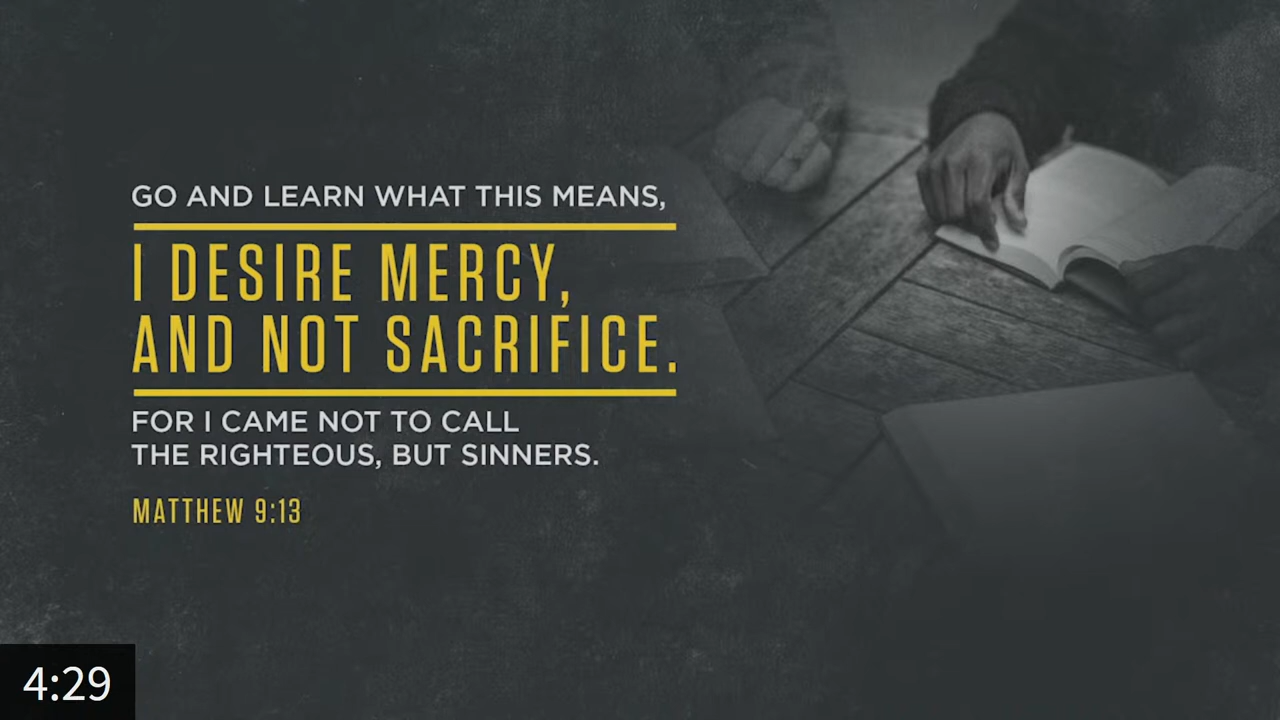 GO AND LEARN WHAT THIS MEANS,
I DESIRE MERCY,
AND NOT SACRIFICE.
FOR I CAME NOT TO CALL
THE RIGHTEOUS, BUT SINNERS.
MATTHEW 9:13
4:29